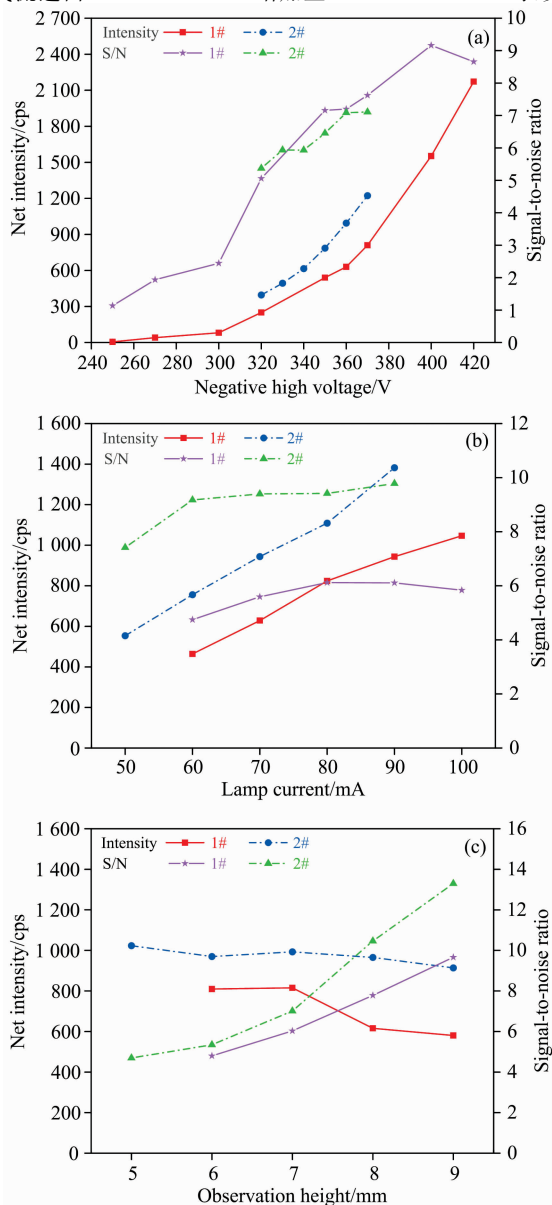 2 700
2 400
2 100
1 800
1 500
1 200
900
600
300
0
Net intensity/cps
Intensity 1# 2#
S/N 1# 2#
(a)
10
9
8
7
6
5
4
3
2
1
0
Signal-to-noise ratio
240 260 280 300 320 340 360 380 400 420
Negative high voltage/V
1 600
1 400
1 200
1 000
800
600
400
200
0
Net intensity/cps
Intensity 1# 2#
S/N 1# 2#
(b)
12
10
8
6
4
2
0
Signal-to-noise ratio
50 60 70 80 90 100
Lamp current/mA
1 600
1 400
1 200
1 000
800
600
400
200
0
Net intensity/cps
Intensity 1# 2#
S/N 1# 2#
(c)
16
14
12
10
8
6
4
2
0
Signal-to-noise ratio
5 6 7 8 9
Observation height/mm